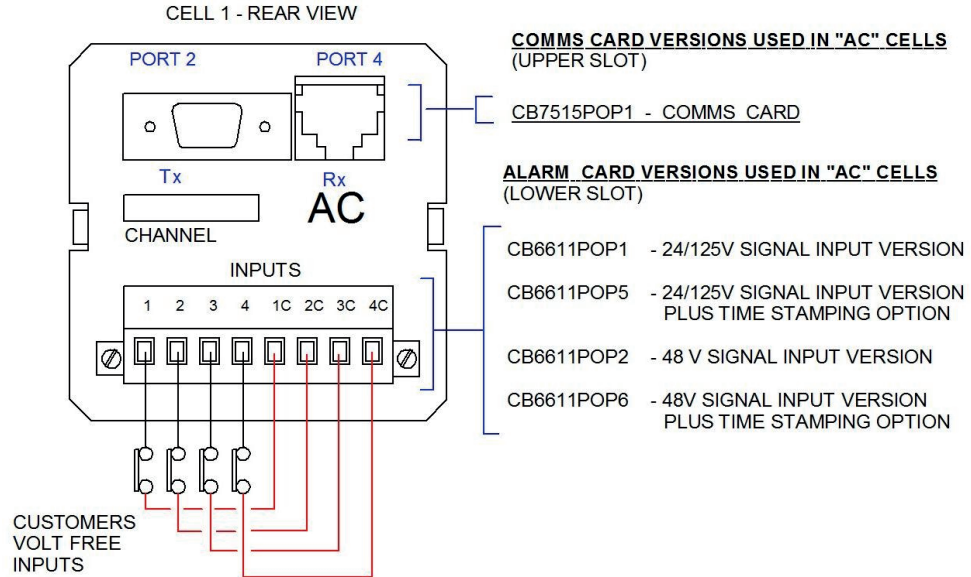 CELL 1 - REAR VIEW
PORT 2
PORT 4
Tx
Rx
AC
CHANNEL
INPUTS
1 2 3 4 1C 2C 3C 4C
CUSTOMERS
VOLT FREE
INPUTS
COMMS CARD VERSIONS USED IN "AC" CELLS
(UPPER SLOT)
CB7515POP1 - COMMS CARD
ALARM CARD VERSIONS USED IN "AC" CELLS
(LOWER SLOT)
CB6611POP1 - 24/125V SIGNAL INPUT VERSION
CB6611POP5 - 24/125V SIGNAL INPUT VERSION
PLUS TIME STAMPING OPTION
CB6611POP2 - 48 V SIGNAL INPUT VERSION
CB6611POP6 - 48V SIGNAL INPUT VERSION
PLUS TIME STAMPING OPTION